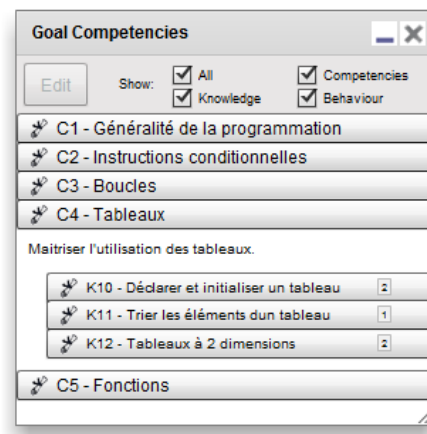 Goal Competencies
Edit Show: All Competencies
Knowledge Behaviour
C1 - Généralité de la programmation
C2 - Instructions conditionnelles
C3 - Boucles
C4 - Tableaux
Maitriser l'utilisation des tableaux.
K10 - Déclarer et initialiser un tableau 2
K11 - Trier les éléments dun tableau 1
K12 - Tableaux à 2 dimensions 2
C5 - Fonctions